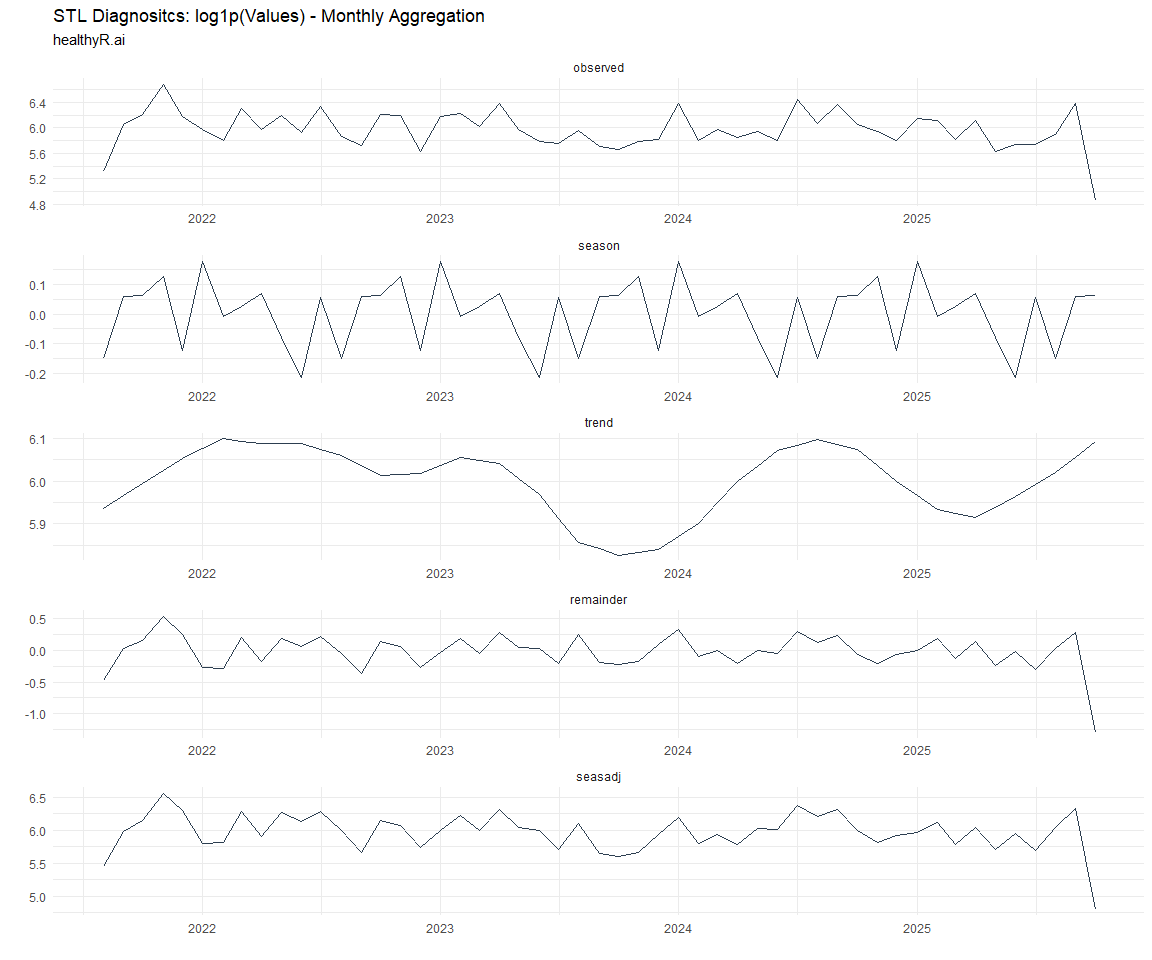 STL Diagnositcs: log1p(Values) - Monthly Aggregation
healthyR.ai
observed
6.4
6.0
5.6
5.2
4.8
2022 2023 2024 2025
season
0.1
0.0
-0.1
-0.2
2022 2023 2024 2025
trend
6.1
6.0
5.9
2022 2023 2024 2025
remainder
0.5
0.0
-0.5
-1.0
2022 2023 2024 2025
seasadj
6.5
6.0
5.5
5.0
2022 2023 2024 2025